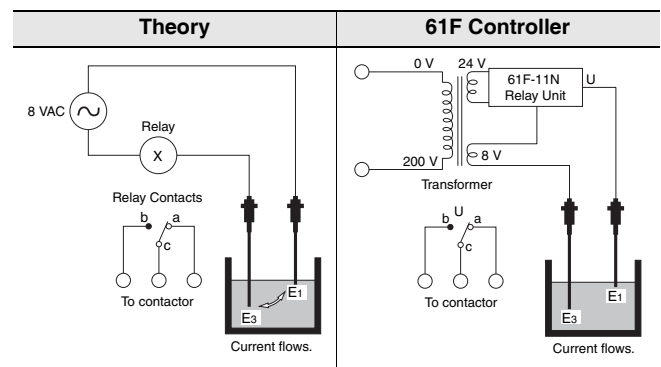 Theory
8 VAC
Relay
X
Relay Contacts
b
a
c
To contactor
E1
E3
Current flows.
61F Controller
0 V
24 V
61F-11N
Relay Unit
U
200 V
8 V
Transformer
U
b
a
c
To contactor
E1
E3
Current flows.